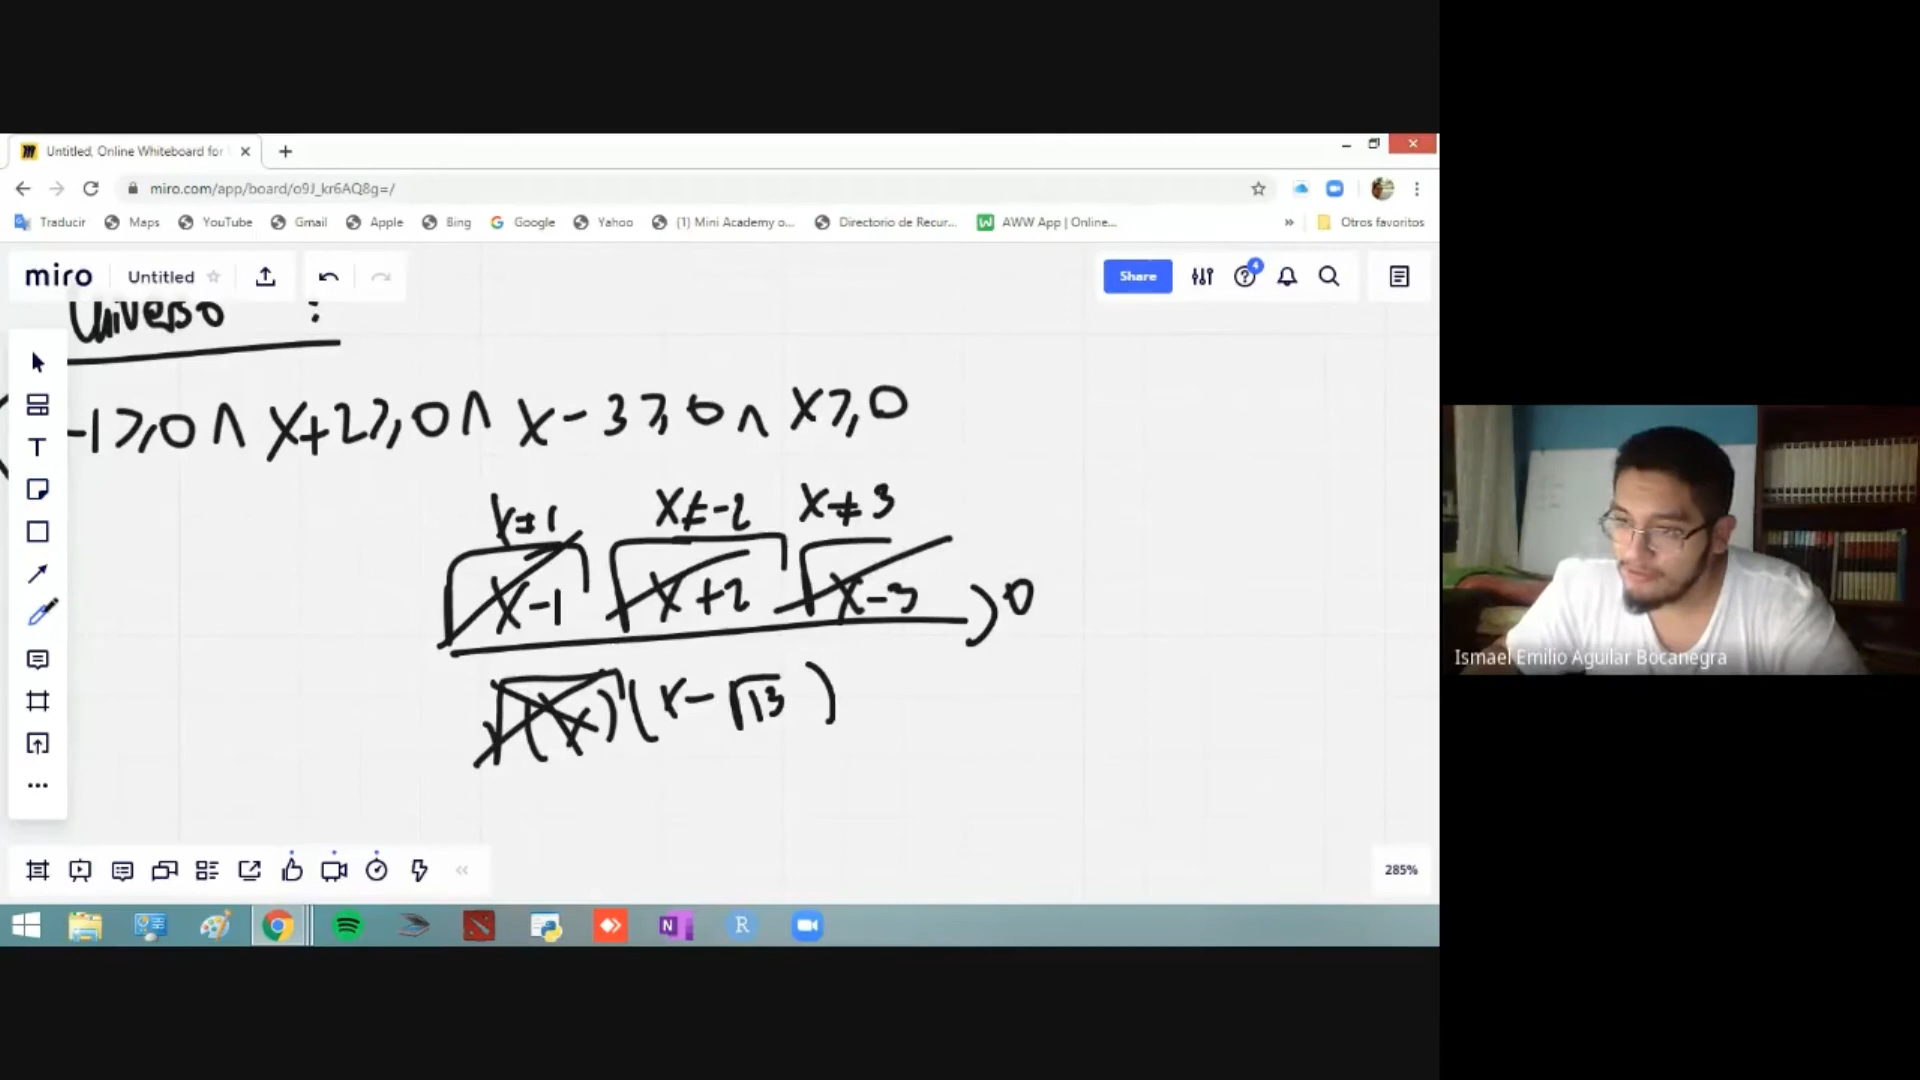 Untitled, Online Whiteboard for
miro.com/app/board/o9J_kr6AQ8g=/
Traducir Maps YouTube Gmail Apple Bing Google Yahoo (1) Mini Academy o... Directorio de Recur... AWW App | Online... » Otros favoritos
miro Untitled Share 4
Universo :
-1⩾0 ∧ x+2⩾0 ∧ x-3⩾0 ∧ x⩾0
x≠1 x≠-2 x≠3
√x-1 √x+2 √x-3 >0
√(x) (x-√13)
Ismael Emilio Aguilar Bocanegra
285%